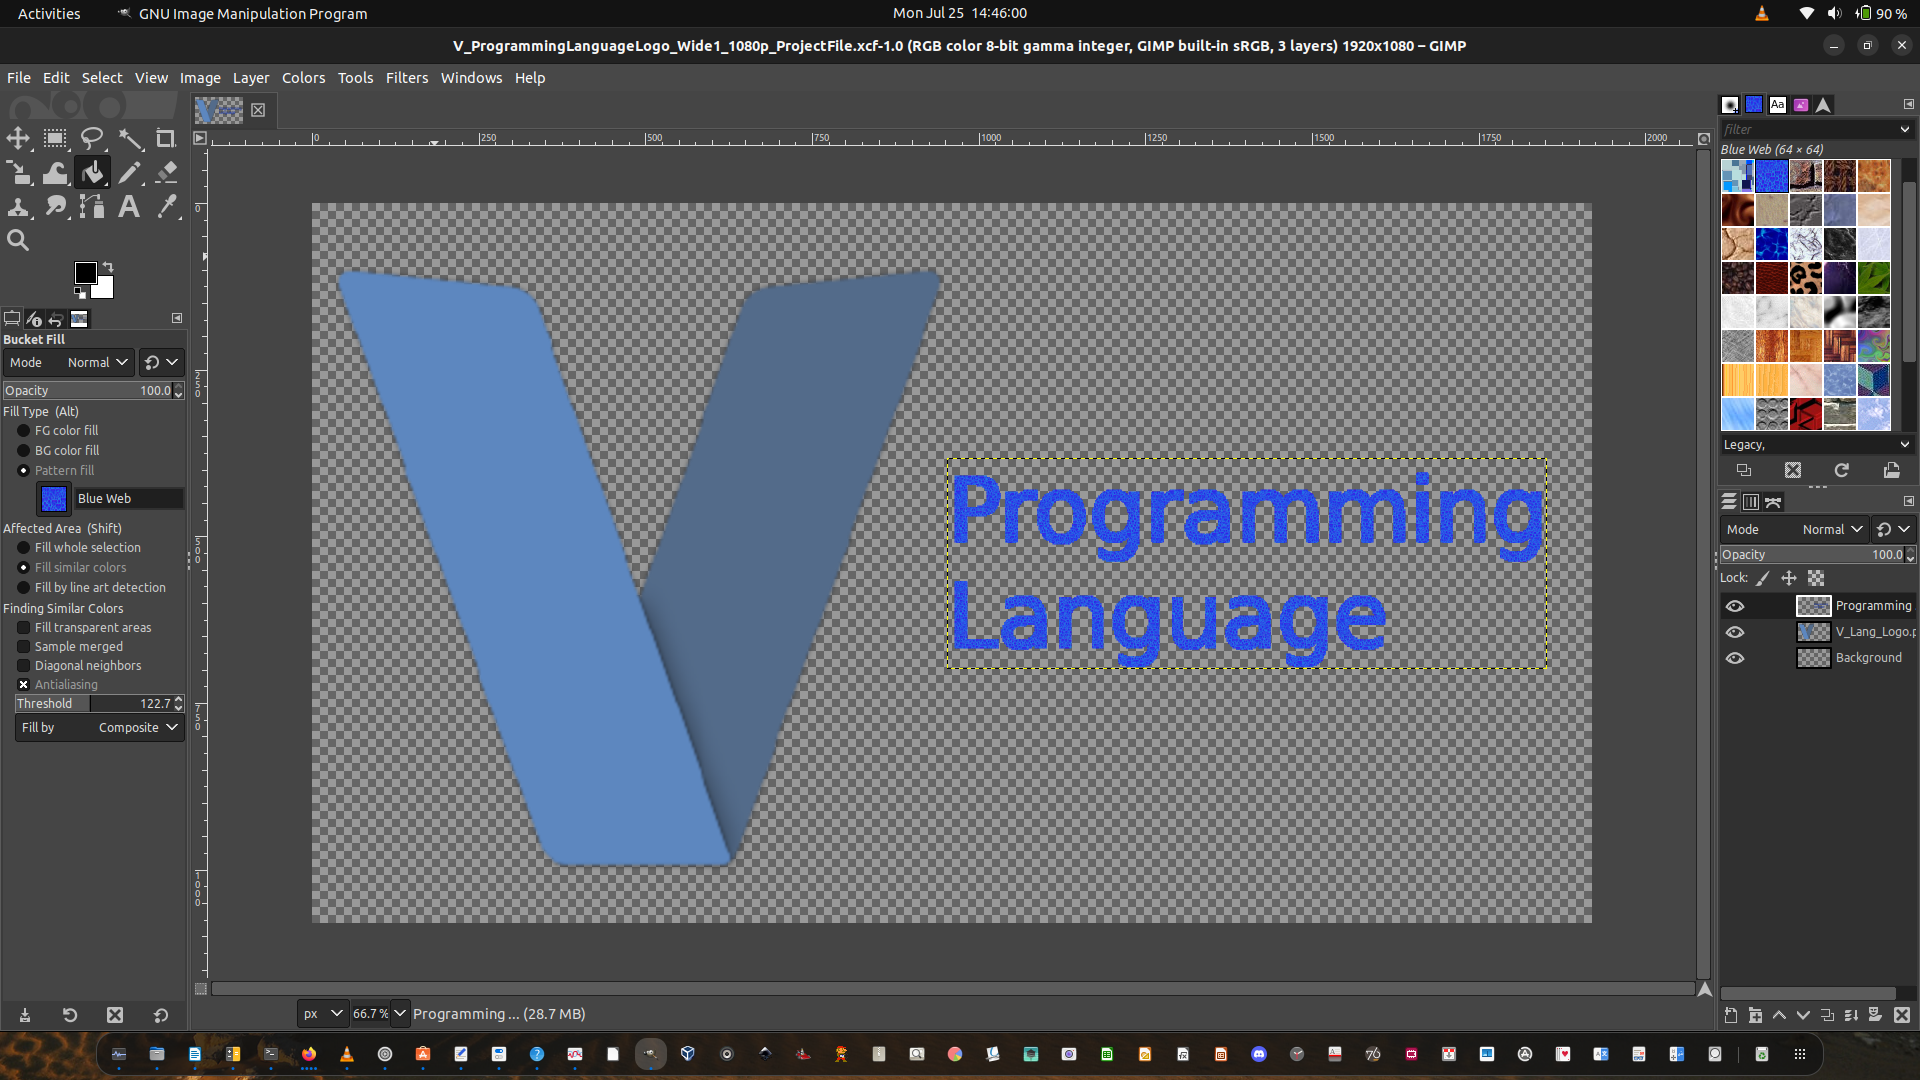 Activities
GNU Image Manipulation Program
Mon Jul 25 14:46:00
90 %
V_ProgrammingLanguageLogo_Wide1_1080p_ProjectFile.xcf-1.0 (RGB color 8-bit gamma integer, GIMP built-in sRGB, 3 layers) 1920x1080 – GIMP
File Edit Select View Image Layer Colors Tools Filters Windows Help
0 250 500 750 1000 1250 1500 1750 2000
0
250
500
750
1000
Bucket Fill
Mode Normal
Opacity 100.0
Fill Type (Alt)
FG color fill
BG color fill
Pattern fill
Blue Web
Affected Area (Shift)
Fill whole selection
Fill similar colors
Fill by line art detection
Finding Similar Colors
Fill transparent areas
Sample merged
Diagonal neighbors
Antialiasing
Threshold 122.7
Fill by Composite
Programming
Language
Aa
filter
Blue Web (64 × 64)
Legacy,
Mode Normal
Opacity 100.0
Lock:
Programming
V_Lang_Logo.p
Background
px 66.7 % Programming ... (28.7 MB)